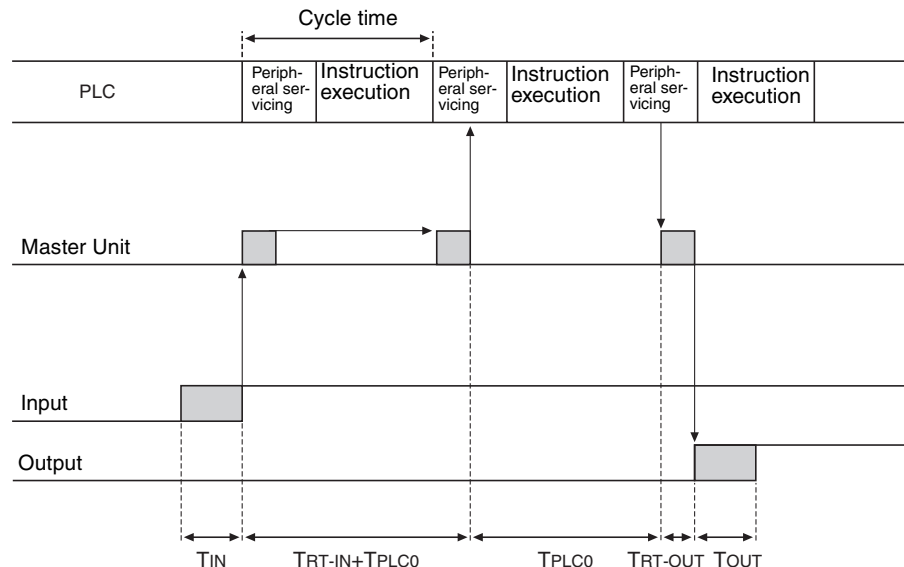 Cycle time
PLC
Periph-
eral ser-
vicing
Instruction
execution
Periph-
eral ser-
vicing
Instruction
execution
Periph-
eral ser-
vicing
Instruction
execution
Master Unit
Input
Output
TIN
TRT-IN+TPLC0
TPLC0
TRT-OUT
TOUT